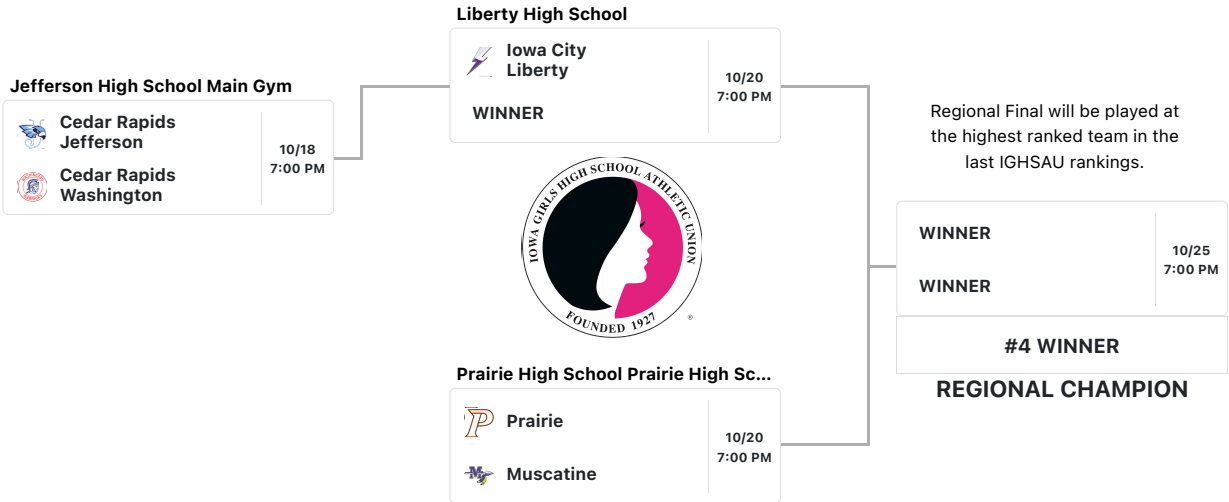 Liberty High School
Iowa City
Liberty
WINNER
10/20
7:00 PM
Jefferson High School Main Gym
Cedar Rapids
Jefferson
Cedar Rapids
Washington
10/18
7:00 PM
IOWA GIRLS HIGH SCHOOL ATHLETIC UNION
FOUNDED 1927
®
Prairie High School Prairie High Sc...
P
Prairie
Muscatine
10/20
7:00 PM
Regional Final will be played at
the highest ranked team in the
last IGHSAU rankings.
WINNER
WINNER
10/25
7:00 PM
#4 WINNER
REGIONAL CHAMPION